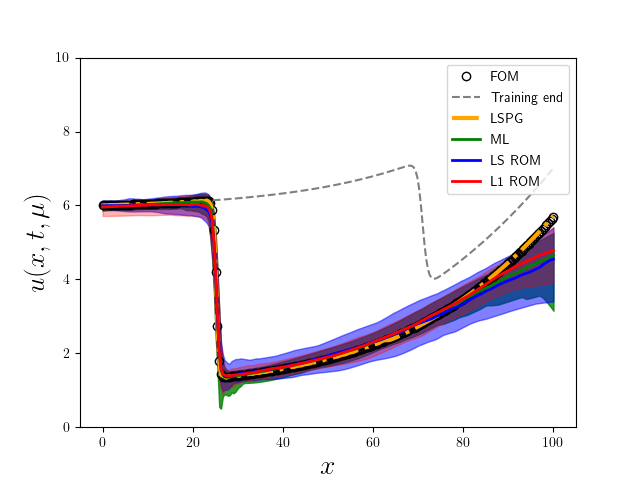 10
8
6
4
2
0
u(x, t, μ)
FOM
Training end
LSPG
ML
LS ROM
L1 ROM
0 20 40 60 80 100
x